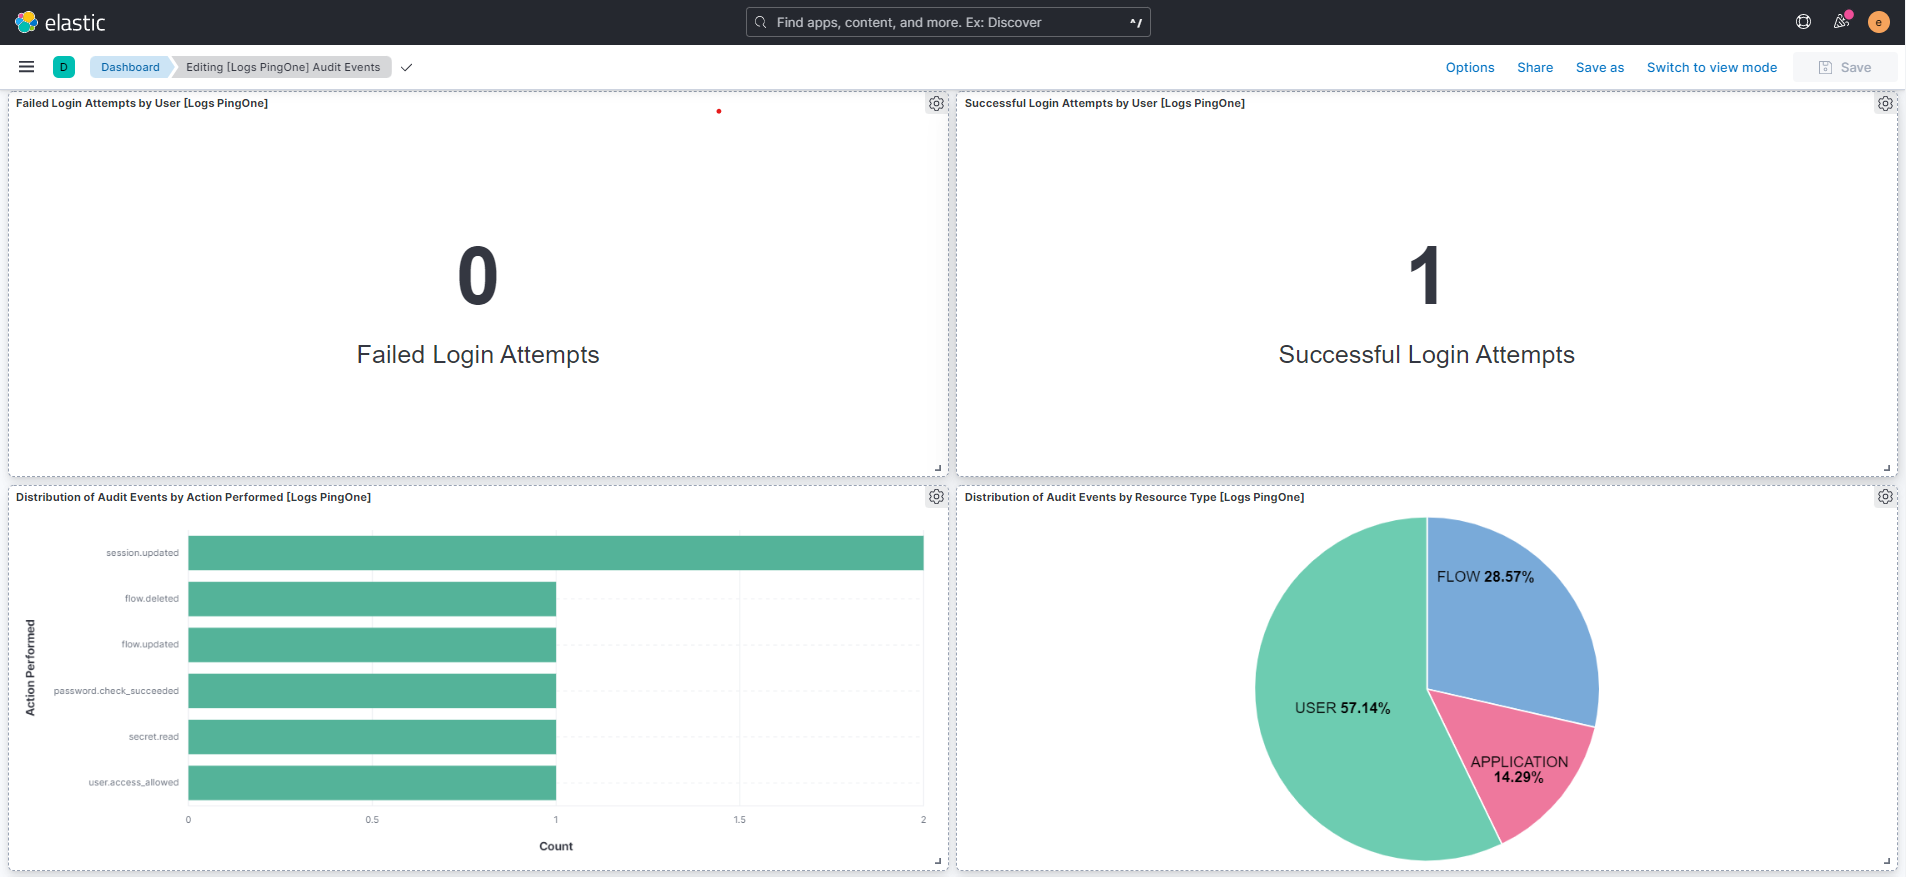 elastic
Find apps, content, and more. Ex: Discover
^/
e
D
Dashboard
Editing [Logs PingOne] Audit Events
Options
Share
Save as
Switch to view mode
Save
Failed Login Attempts by User [Logs PingOne]
0
Failed Login Attempts
Successful Login Attempts by User [Logs PingOne]
1
Successful Login Attempts
Distribution of Audit Events by Action Performed [Logs PingOne]
Action Performed
session.updated
flow.deleted
flow.updated
password.check_succeeded
secret.read
user.access_allowed
0
0.5
1
1.5
2
Count
Distribution of Audit Events by Resource Type [Logs PingOne]
FLOW 28.57%
USER 57.14%
APPLICATION
14.29%